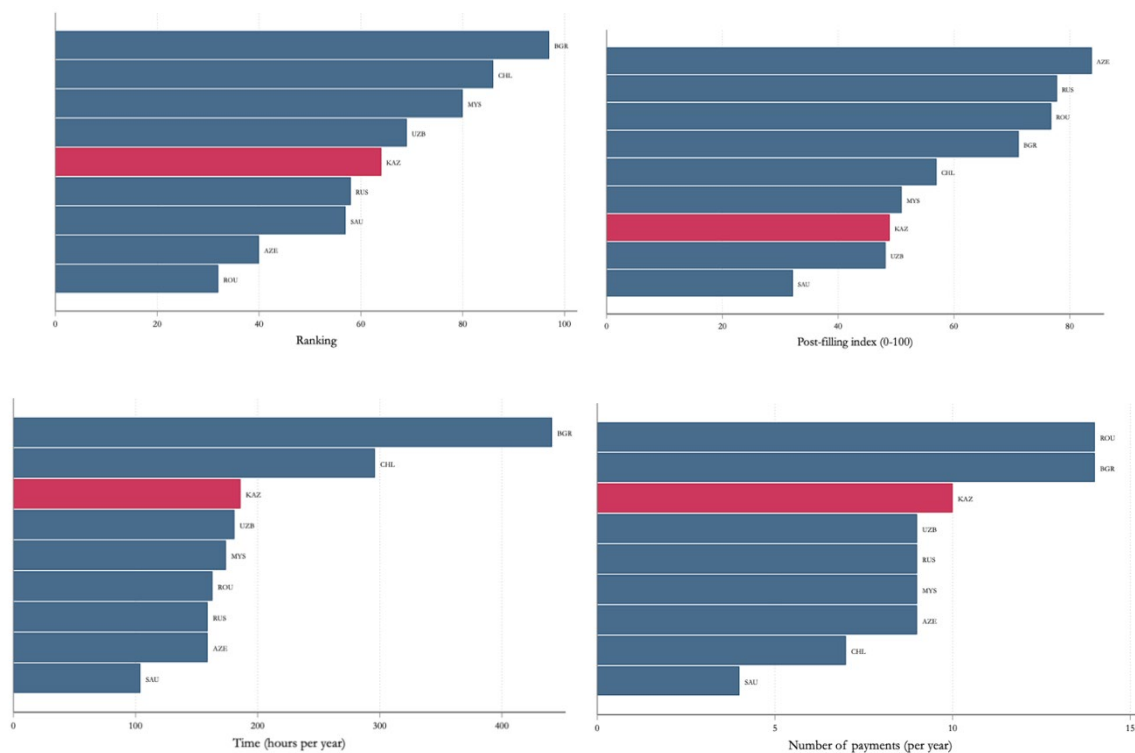 BGR
CHL
MYS
UZB
KAZ
RUS
SAU
AZE
ROU
0 20 40 60 80 100
Ranking
AZE
RUS
ROU
BGR
CHL
MYS
KAZ
UZB
SAU
0 20 40 60 80
Post-filling index (0-100)
BGR
CHL
KAZ
UZB
MYS
ROU
RUS
AZE
SAU
0 100 200 300 400
Time (hours per year)
ROU
BGR
KAZ
UZB
RUS
MYS
AZE
CHL
SAU
0 5 10 15
Number of payments (per year)